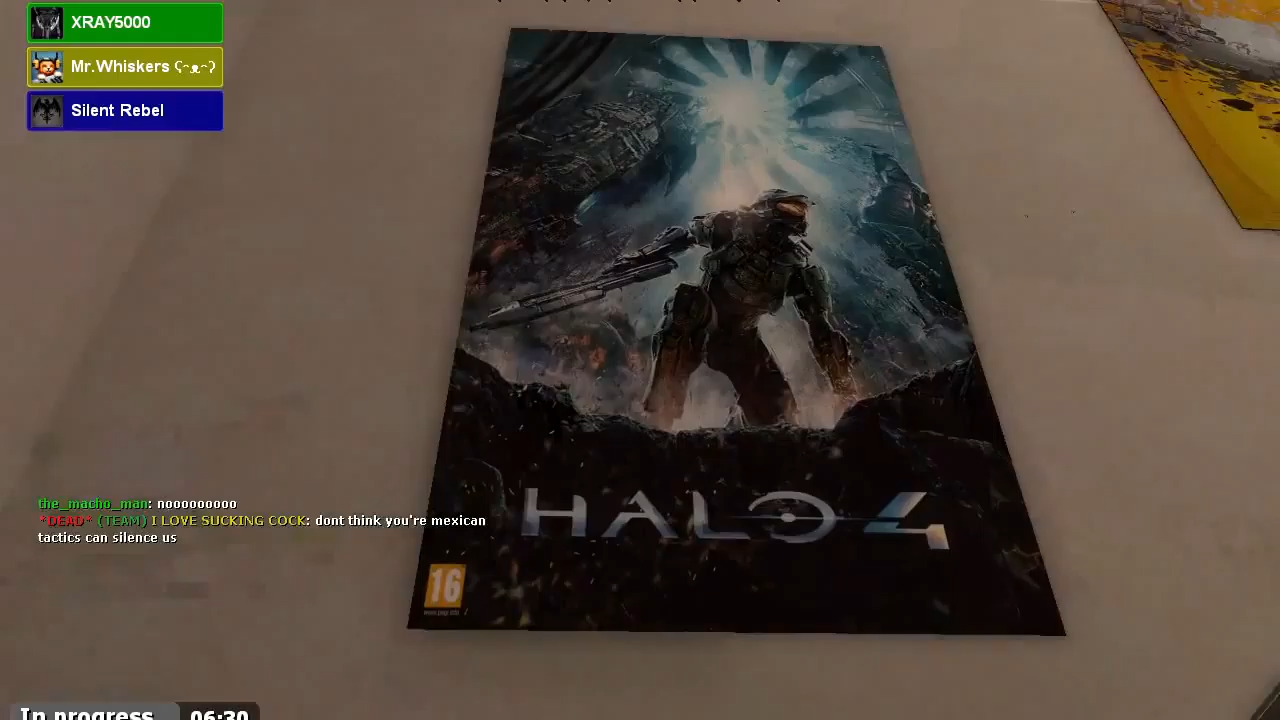 XRAY5000
Mr.Whiskers ʕᵔᴥᵔʔ
Silent Rebel
the_macho_man: nooooooooo
*DEAD* (TEAM) I LOVE SUCKING COCK: dont think you're mexican
tactics can silence us
HALO 4
16
In progress 06:30